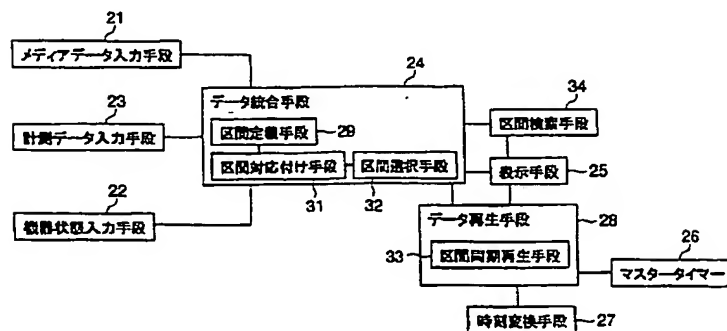 21
メディアデータ入力手段
24
23
データ統合手段
34
計測データ入力手段
区間定義手段
29
区間検索手段
区間対応付け手段
区間選択手段
表示手段
22
31
32
25
機器状態入力手段
データ再生手段
28
26
33
区間同期再生手段
マスタータイマー
時刻変換手段
27